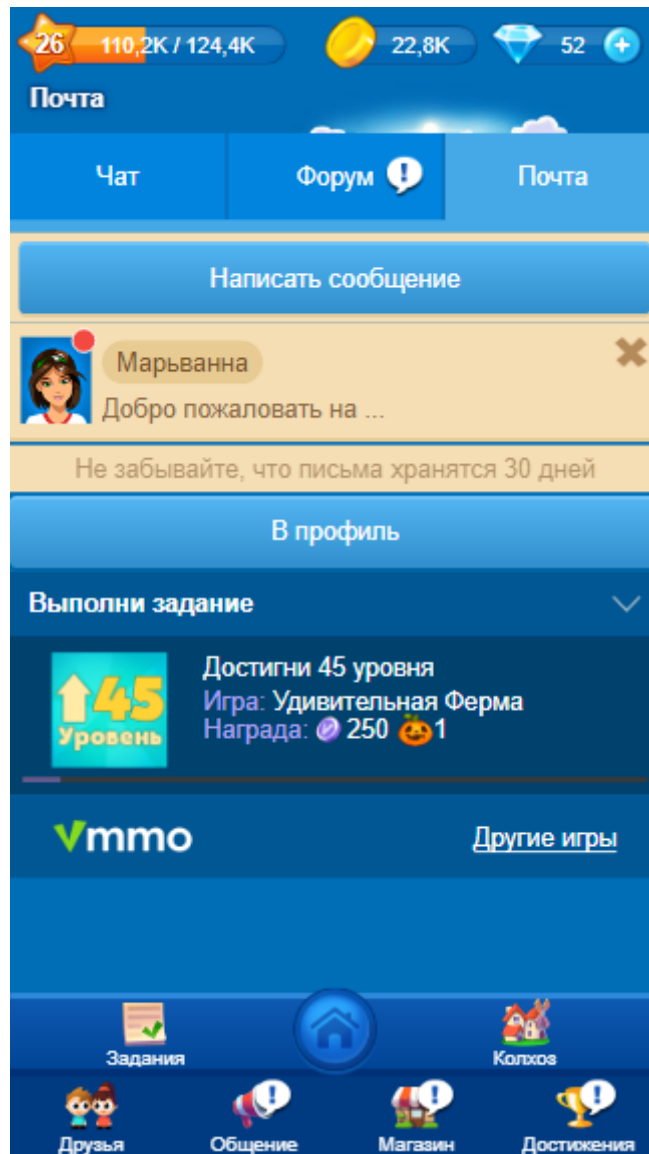 26 110,2K / 124,4K 22,8K 52
Почта
Чат Форум Почта
Написать сообщение
Марьванна
Добро пожаловать на ...
Не забывайте, что письма хранятся 30 дней
В профиль
Выполни задание
45 Уровень
Достигни 45 уровня
Игра: Удивительная Ферма
Награда: 250 1
Vmmo Другие игры
Задания Колхоз
Друзья Общение Магазин Достижения